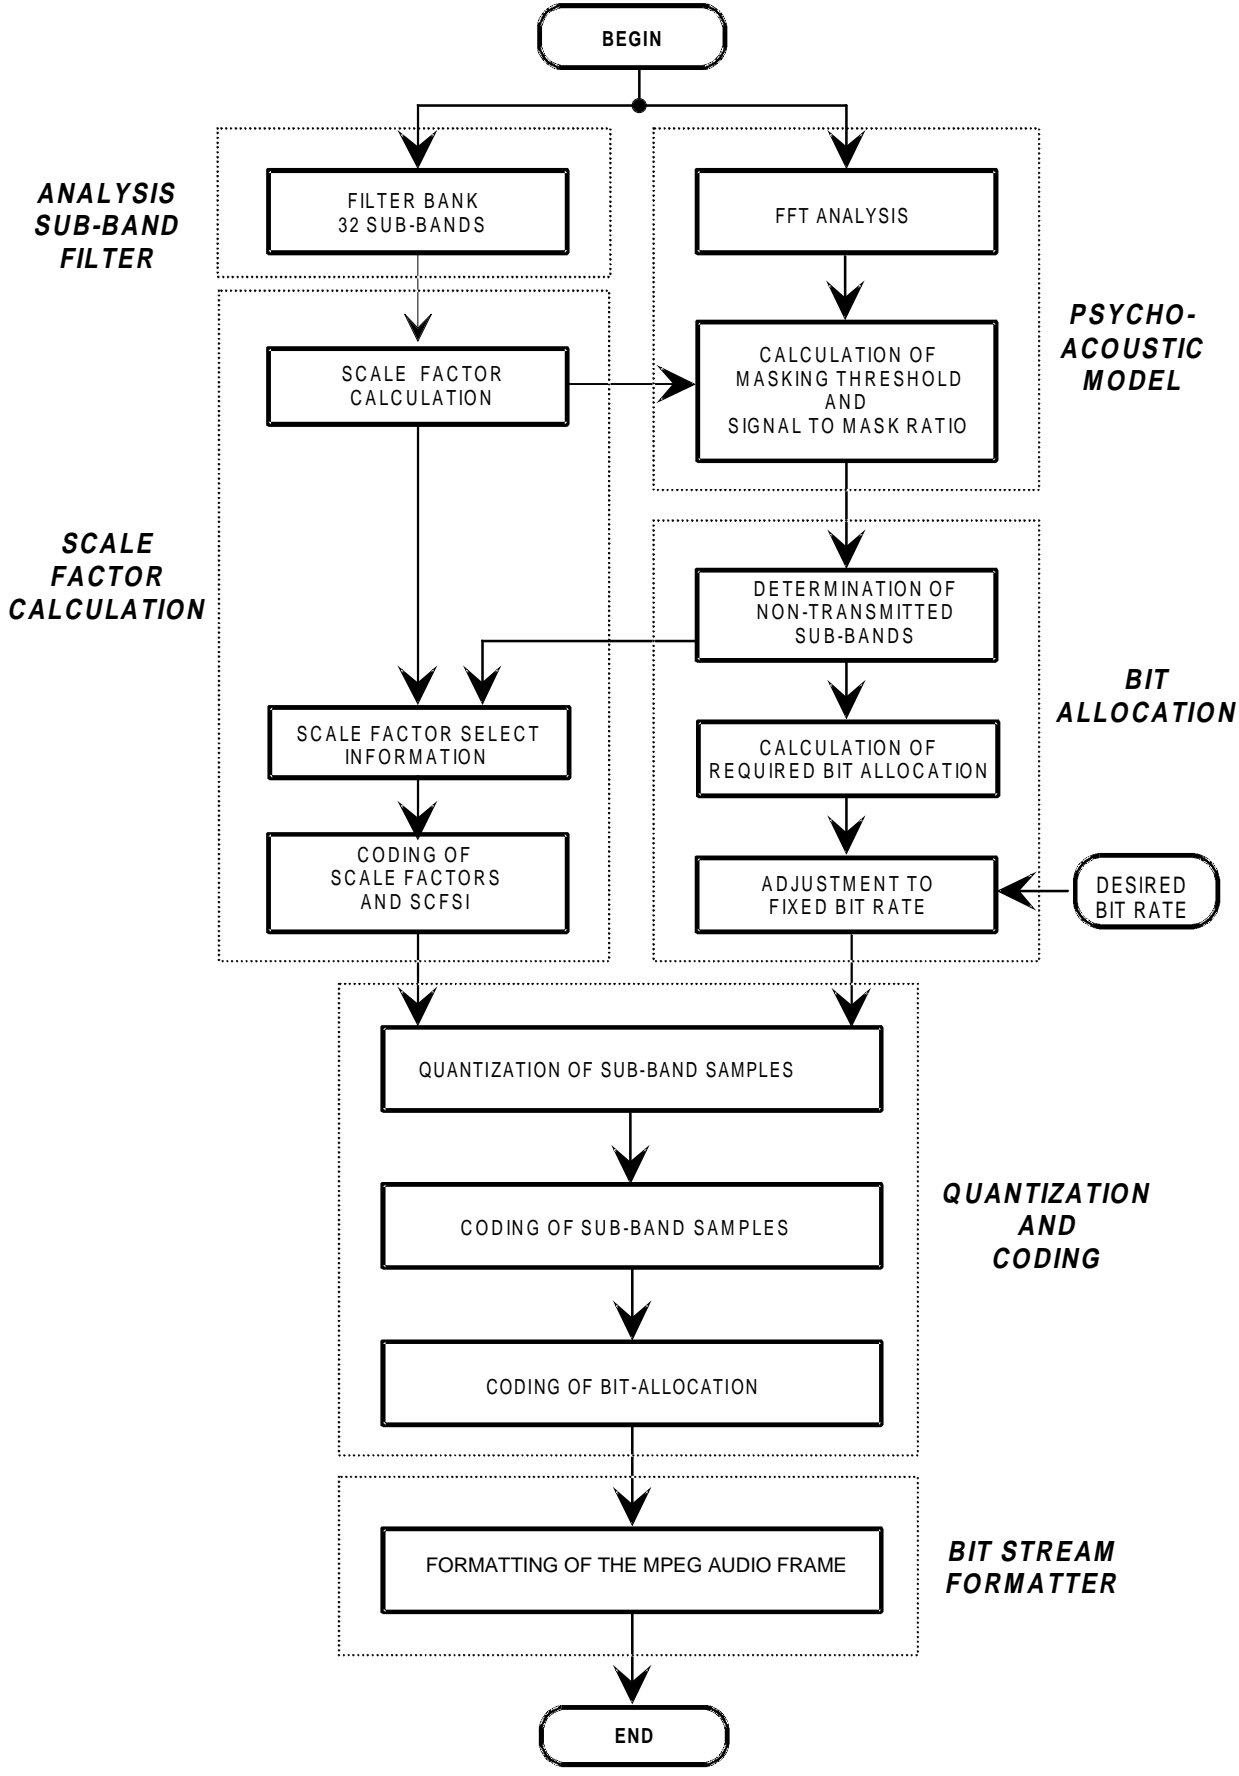 BEGIN
ANALYSIS
SUB-BAND
FILTER
FILTER BANK
32 SUB-BANDS
FFT ANALYSIS
PSYCHO-
ACOUSTIC
MODEL
SCALE FACTOR
CALCULATION
CALCULATION OF
MASKING THRESHOLD
AND
SIGNAL TO MASK RATIO
SCALE
FACTOR
CALCULATION
DETERMINATION OF
NON-TRANSMITTED
SUB-BANDS
BIT
ALLOCATION
SCALE FACTOR SELECT
INFORMATION
CALCULATION OF
REQUIRED BIT ALLOCATION
CODING OF
SCALE FACTORS
AND SCFSI
ADJUSTMENT TO
FIXED BIT RATE
DESIRED
BIT RATE
QUANTIZATION OF SUB-BAND SAMPLES
CODING OF SUB-BAND SAMPLES
QUANTIZATION
AND
CODING
CODING OF BIT-ALLOCATION
FORMATTING OF THE MPEG AUDIO FRAME
BIT STREAM
FORMATTER
END